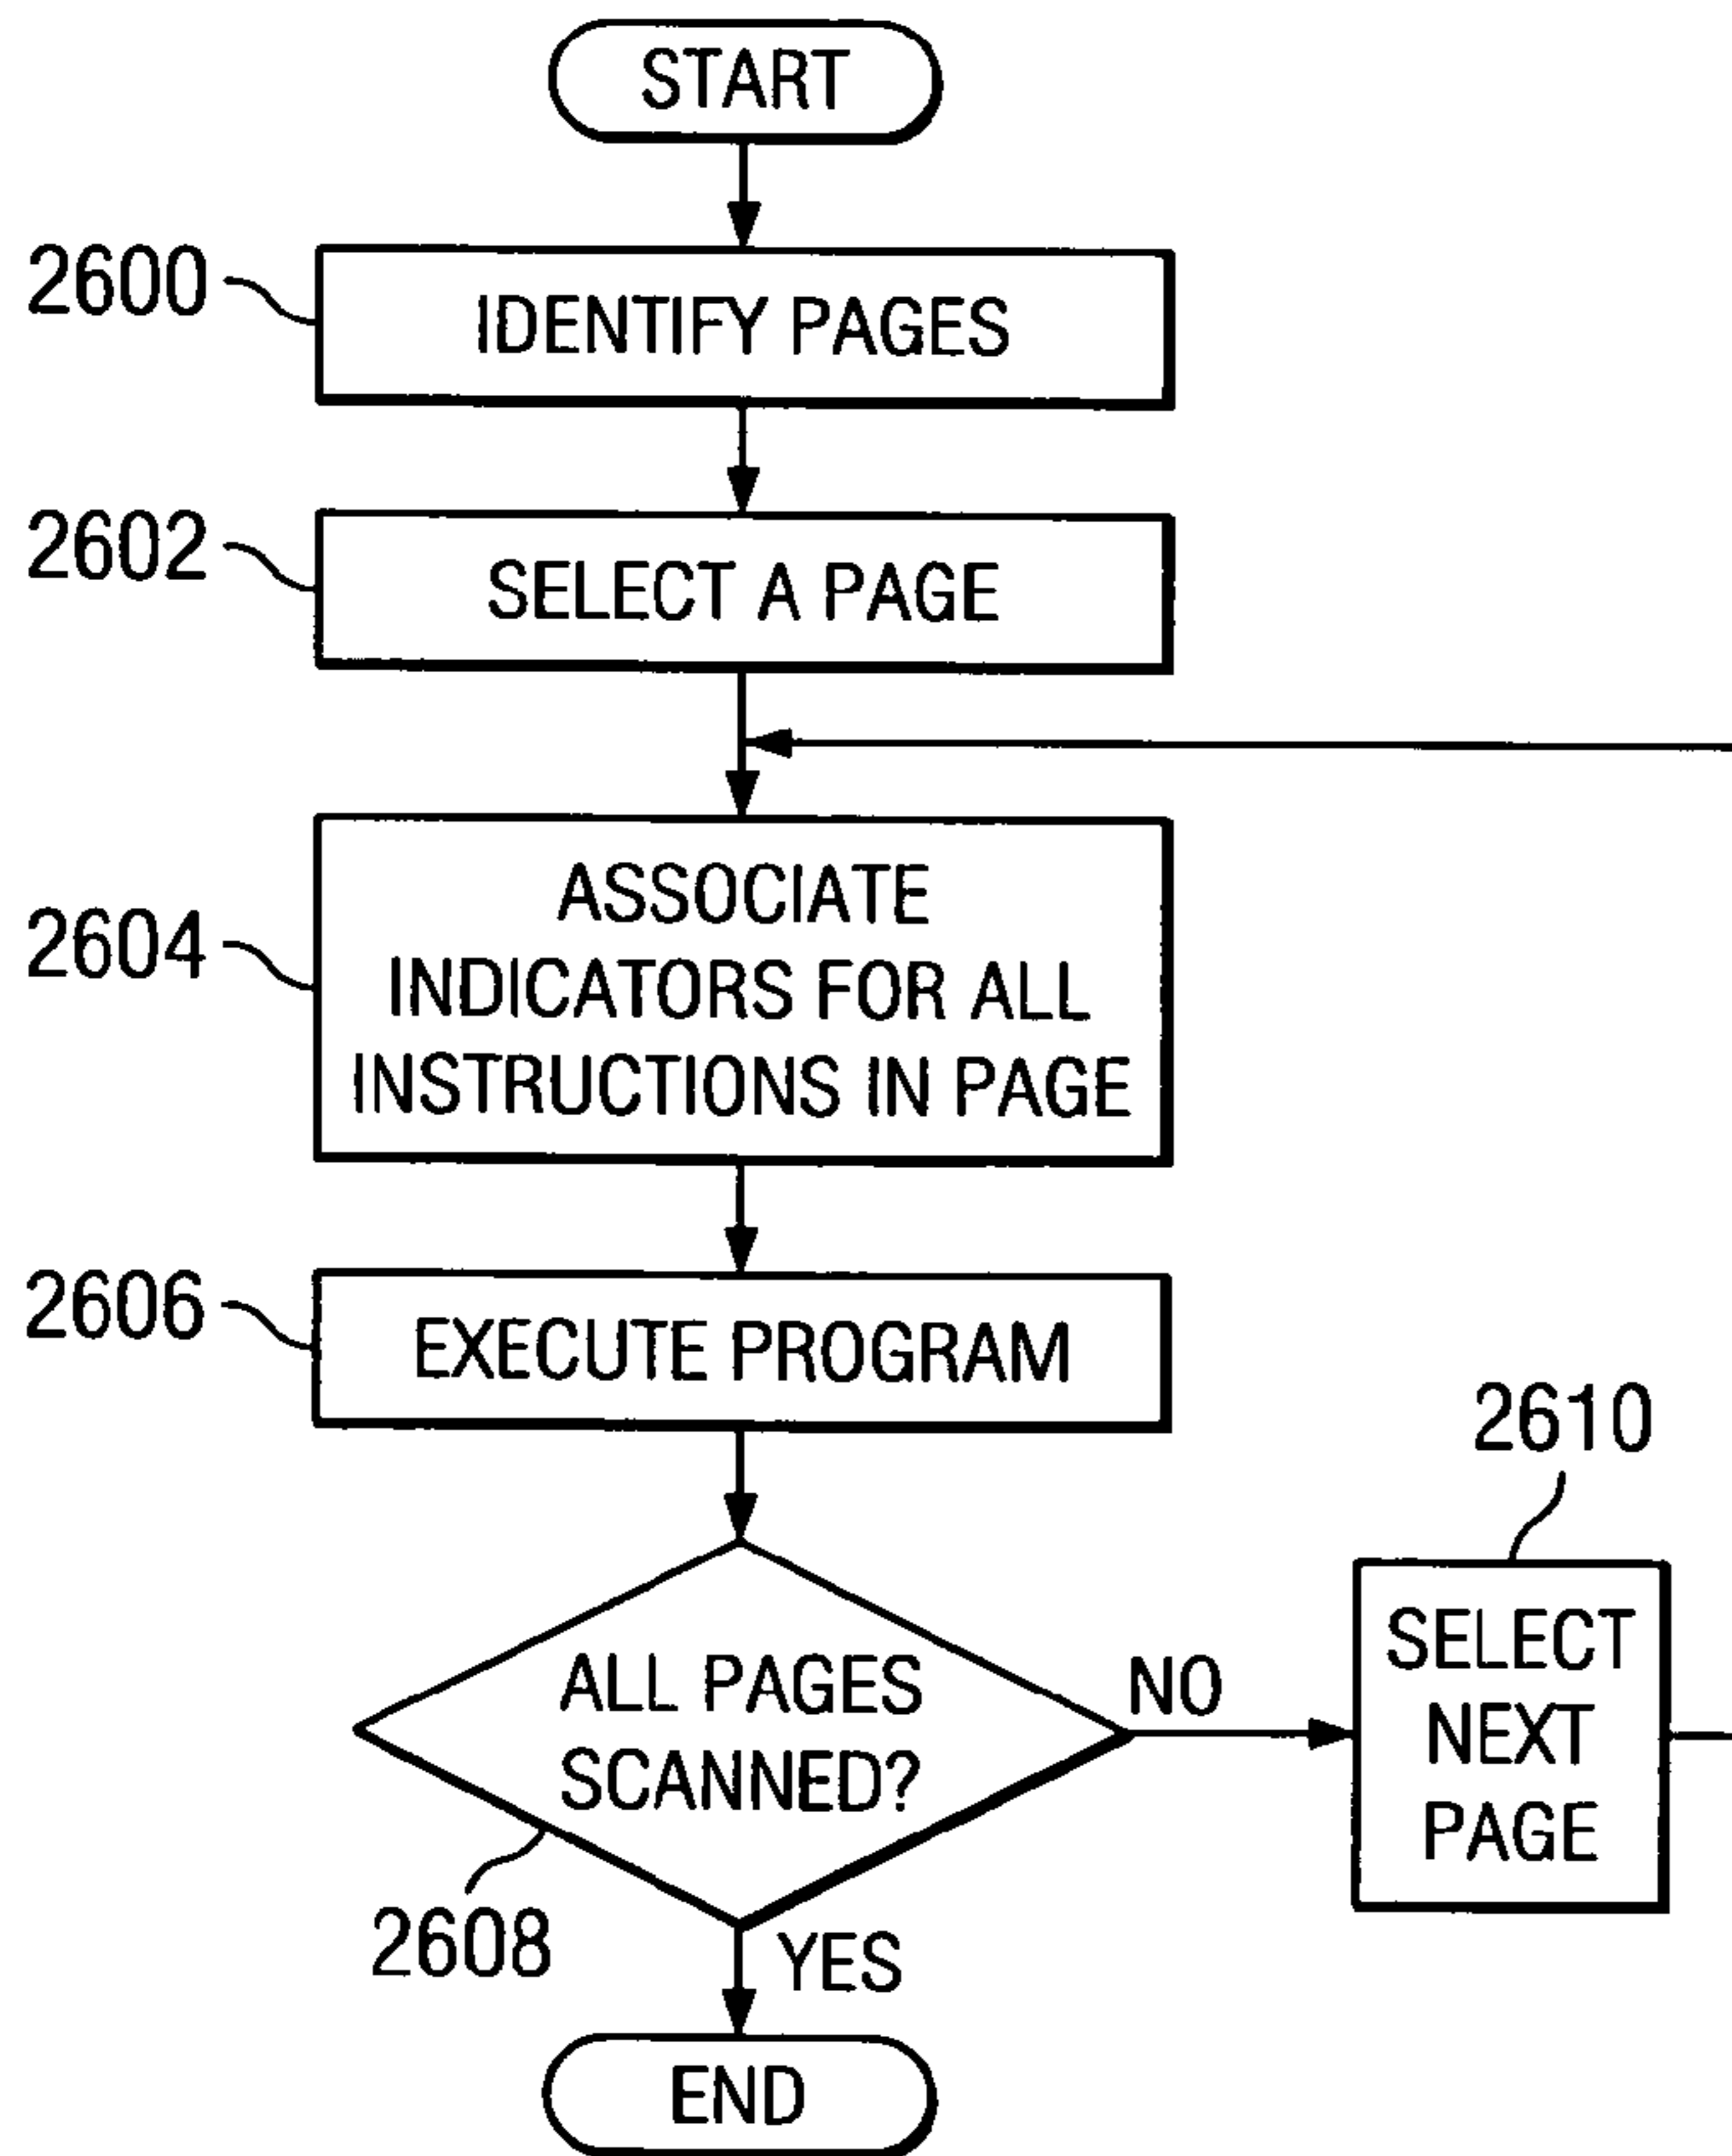 START
2600
IDENTIFY PAGES
2602
SELECT A PAGE
2604
ASSOCIATE
INDICATORS FOR ALL
INSTRUCTIONS IN PAGE
2606
EXECUTE PROGRAM
2610
SELECT
NEXT
PAGE
NO
ALL PAGES
SCANNED?
2608
YES
END